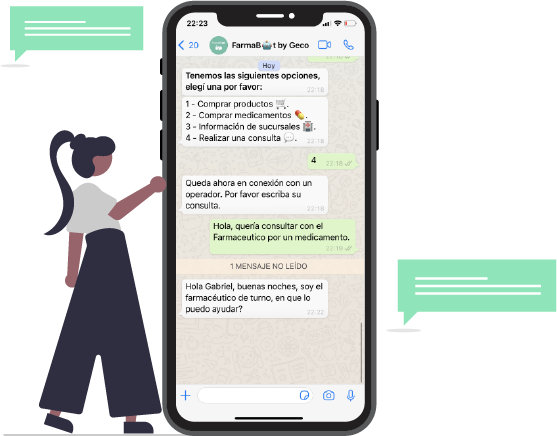 22:23
20
FarmaB🤖t by Geco
Hoy
Tenemos las siguientes opciones,
elegí una por favor:
22:18
1 - Comprar productos 🛒.
2 - Comprar medicamentos 💊.
3 - Información de sucursales 🏥.
4 - Realizar una consulta 💬.
22:18
4
22:18
Queda ahora en conexión con un
operador. Por favor escriba su
consulta.
22:18
Hola, quería consultar con el
Farmaceutico por un medicamento.
22:19
1 MENSAJE NO LEÍDO
Hola Gabriel, buenas noches, soy el
farmacéutico de turno, en que lo
puedo ayudar?
22:22